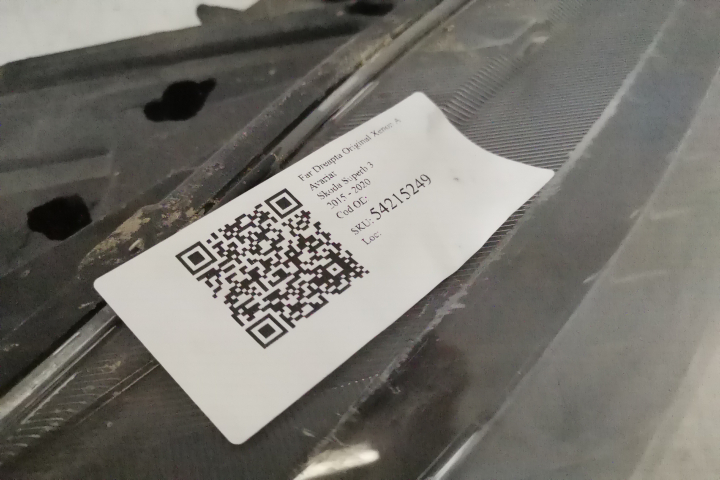 Far Dreapta Original Xenon A
Avariat
Skoda Superb 3
2015 - 2020
Cod OE:
SKU: 54215249
Loc: